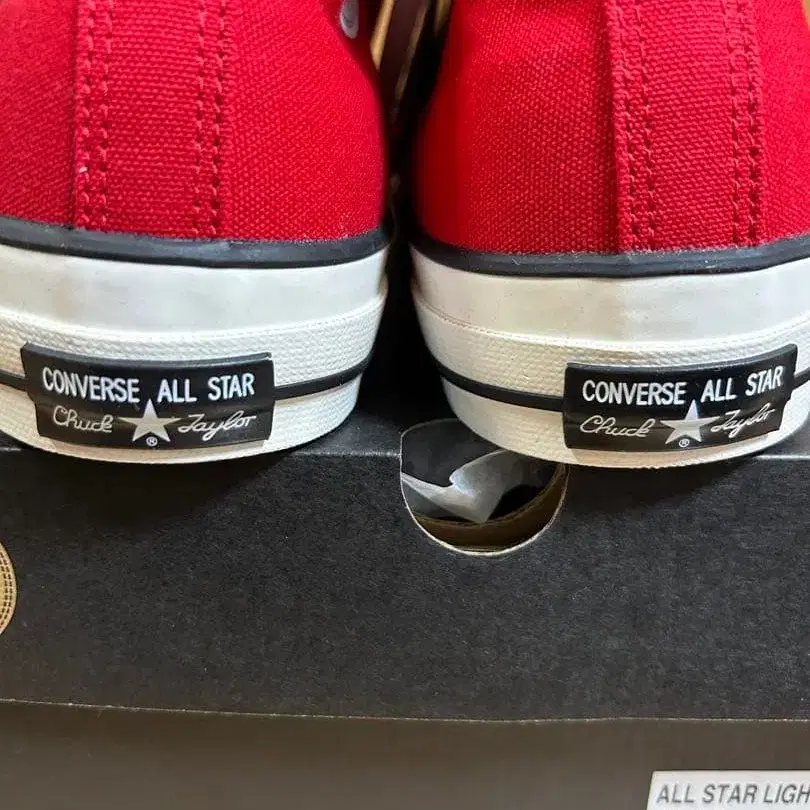 CONVERSE ALL STAR
Chuck Taylor
®
CONVERSE ALL STAR
Chuck Taylor
®
ALL STAR LIGH